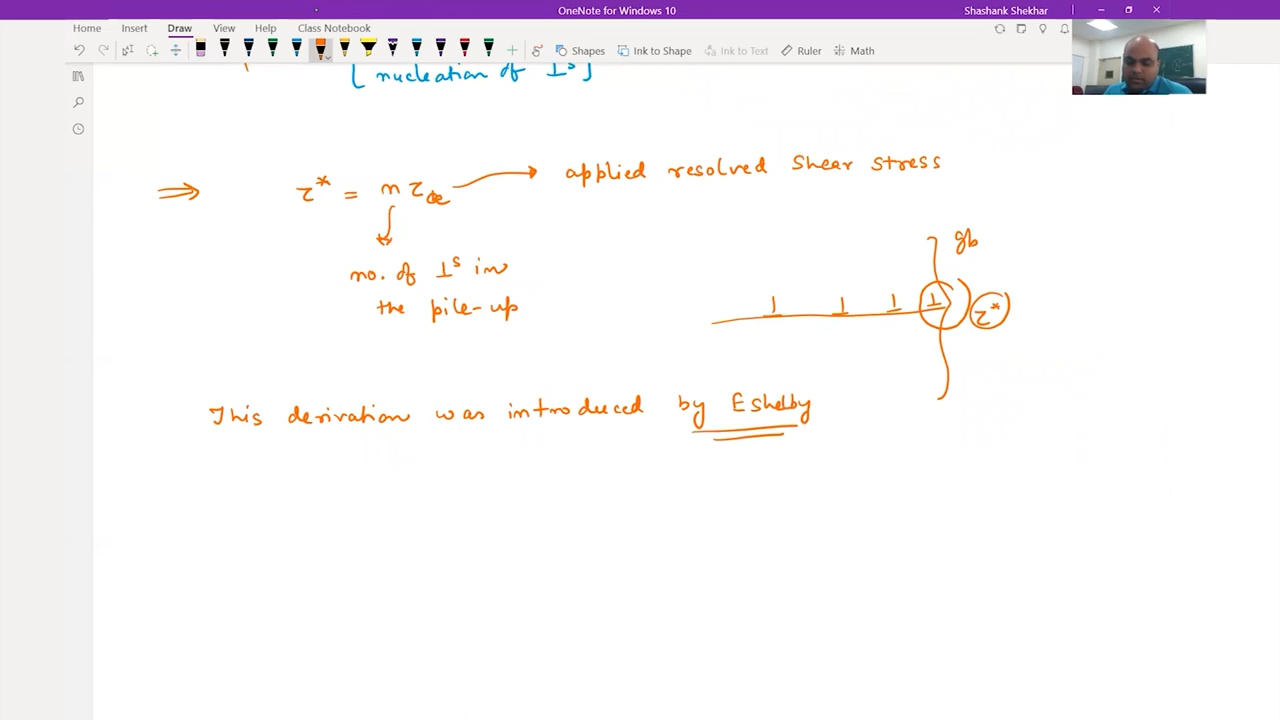 OneNote for Windows 10
Shashank Shekhar
Home Insert Draw View Help Class Notebook
Shapes Ink to Shape Ink to Text Ruler Math
[nucleation of ⊥s]
⇒ τ* = nτ → applied resolved shear stress
gb
no. of ⊥s in
the pile-up
⊥ ⊥ ⊥ ⊥ τ*
This derivation was introduced by Eshelby